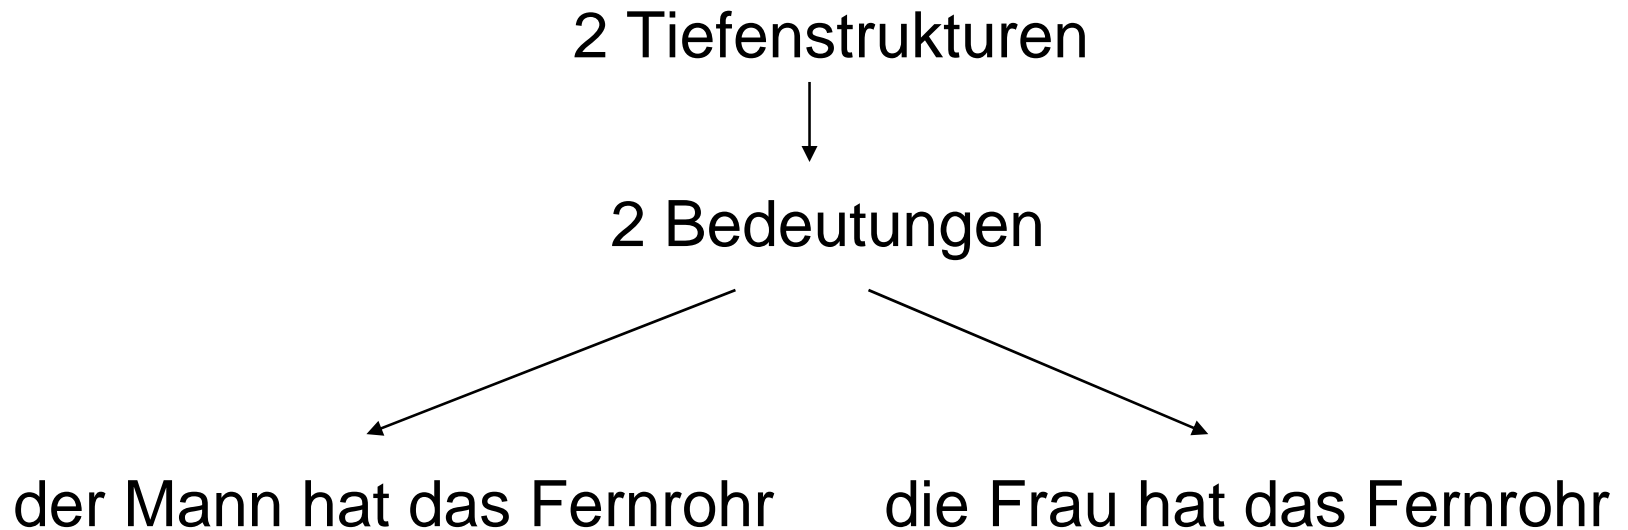 2 Tiefenstrukturen
2 Bedeutungen
der Mann hat das Fernrohr die Frau hat das Fernrohr